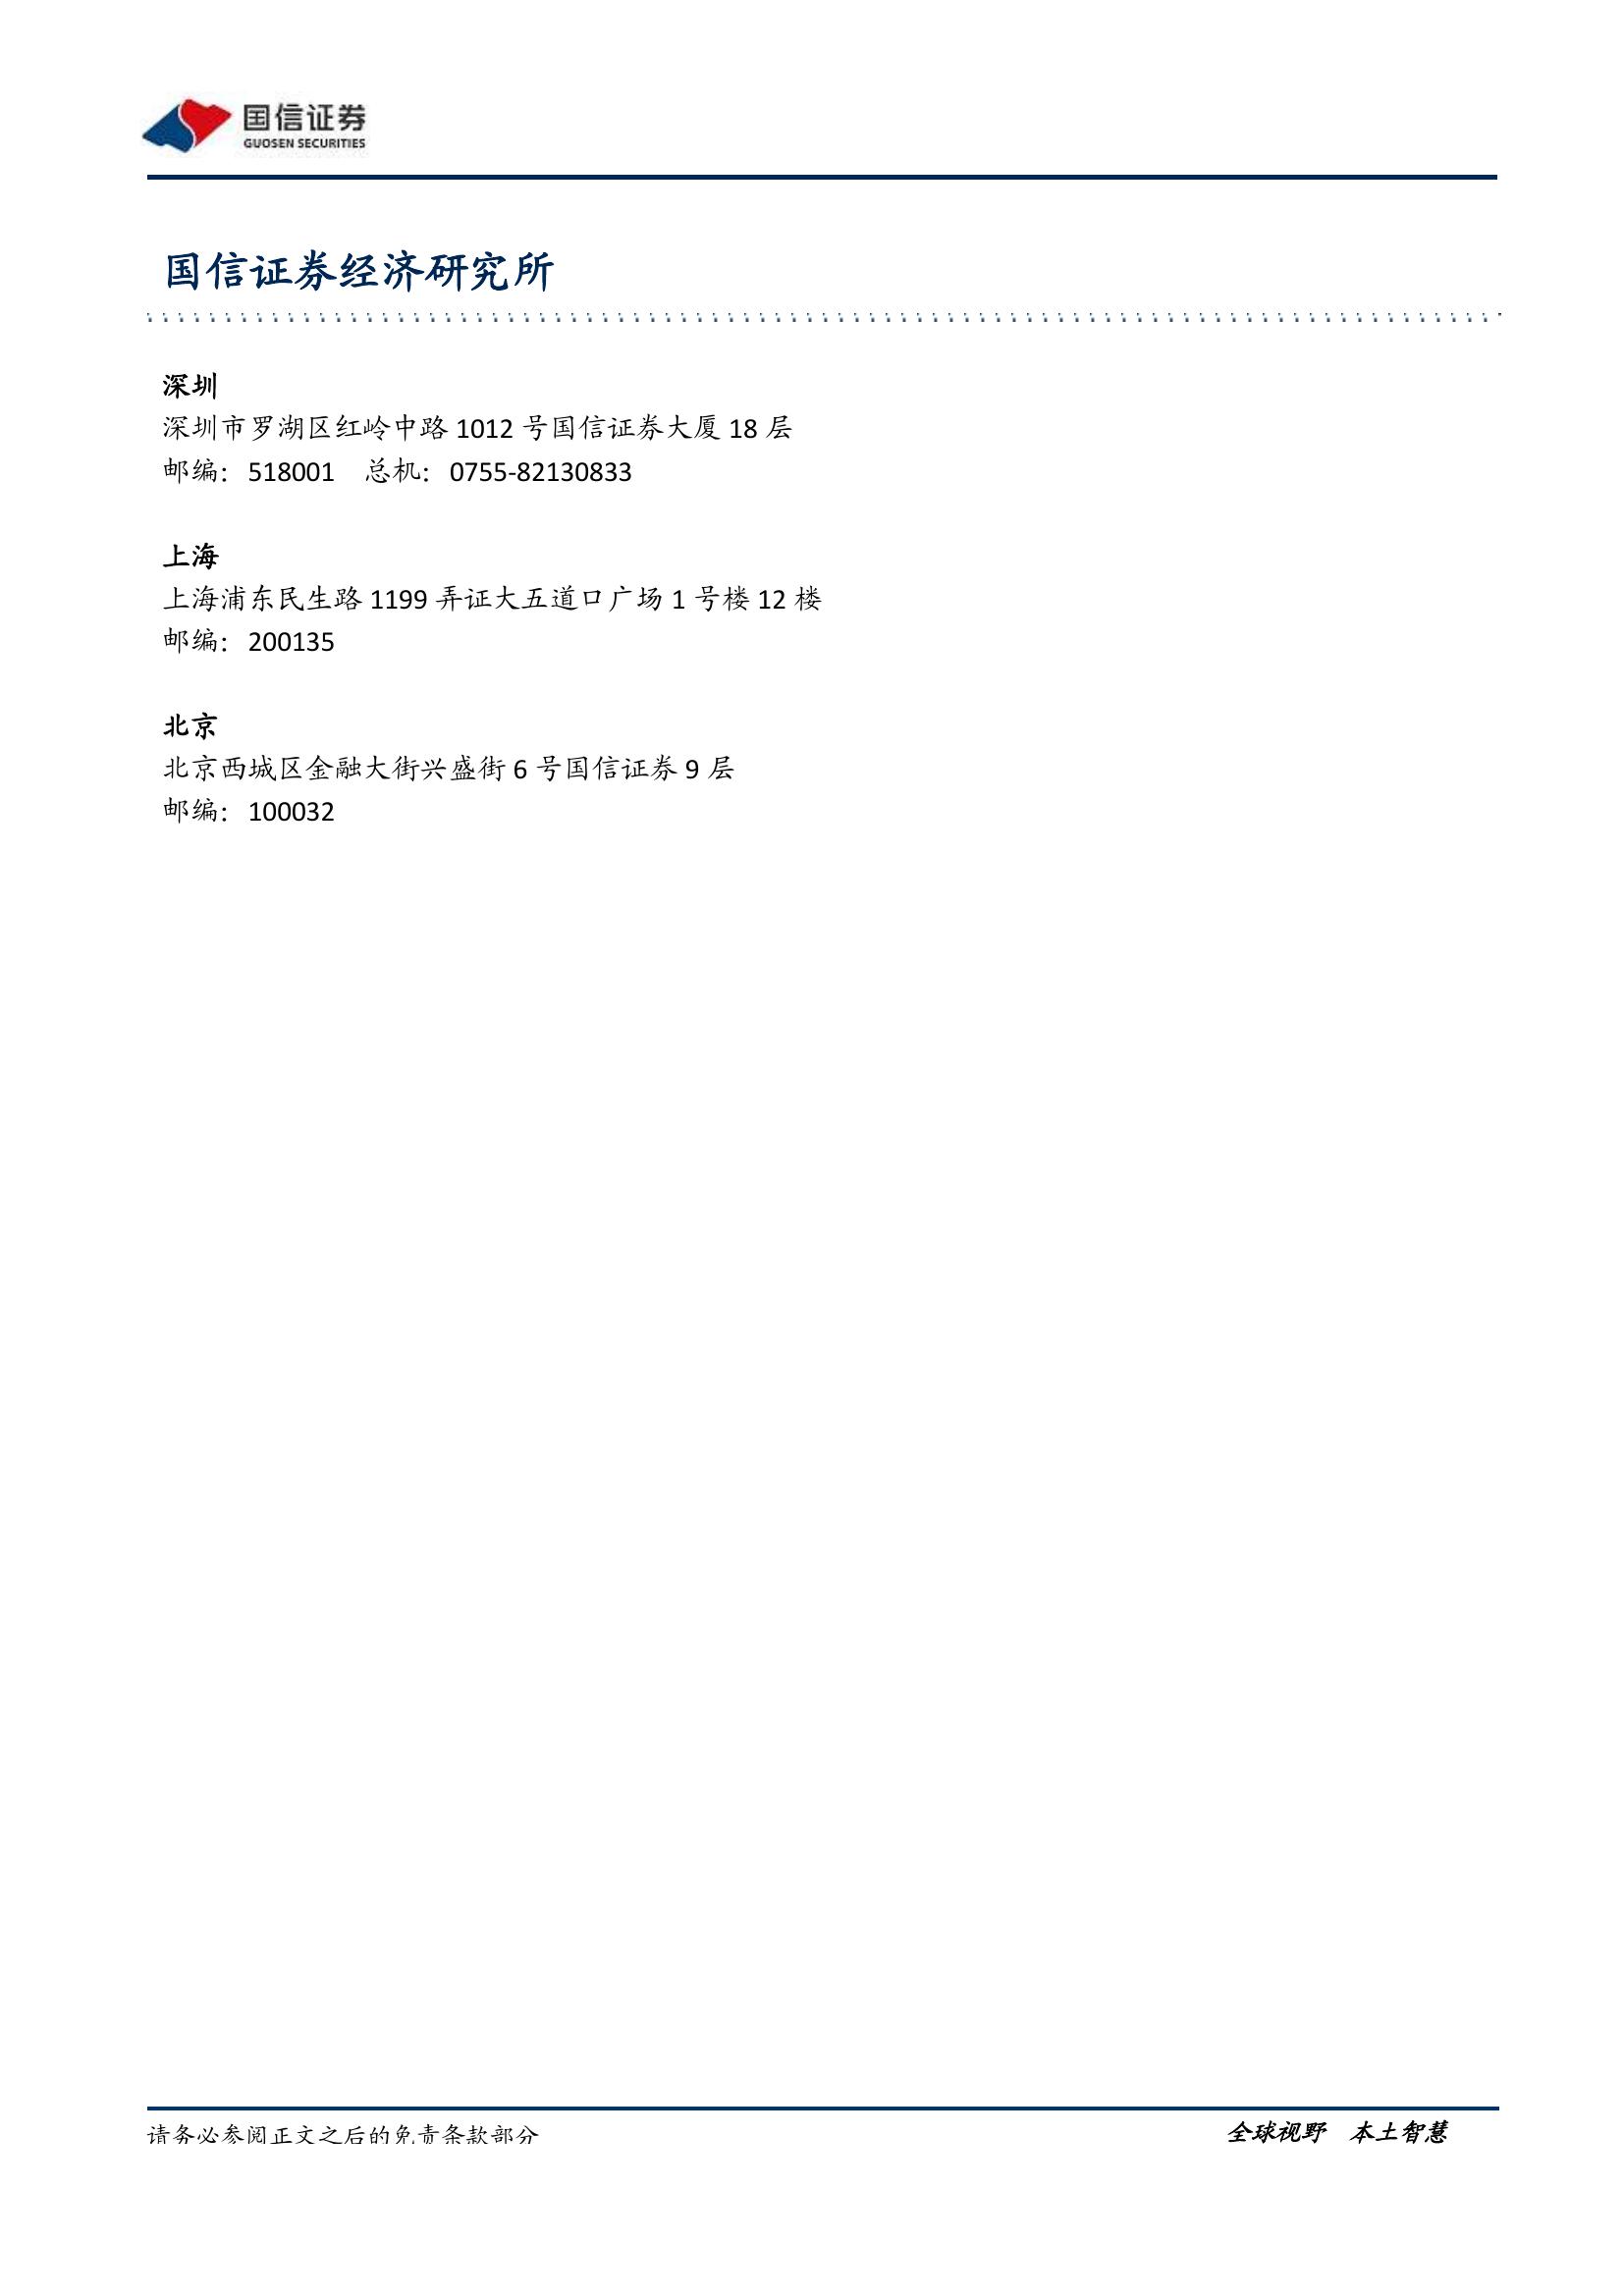 国信证券
GUOSEN SECURITIES
国信证券经济研究所
深圳
深圳市罗湖区红岭中路 1012 号国信证券大厦 18 层
邮编：518001 总机：0755-82130833
上海
上海浦东民生路 1199 弄证大五道口广场 1 号楼 12 楼
邮编：200135
北京
北京西城区金融大街兴盛街 6 号国信证券 9 层
邮编：100032
请务必参阅正文之后的免责条款部分
全球视野 本土智慧